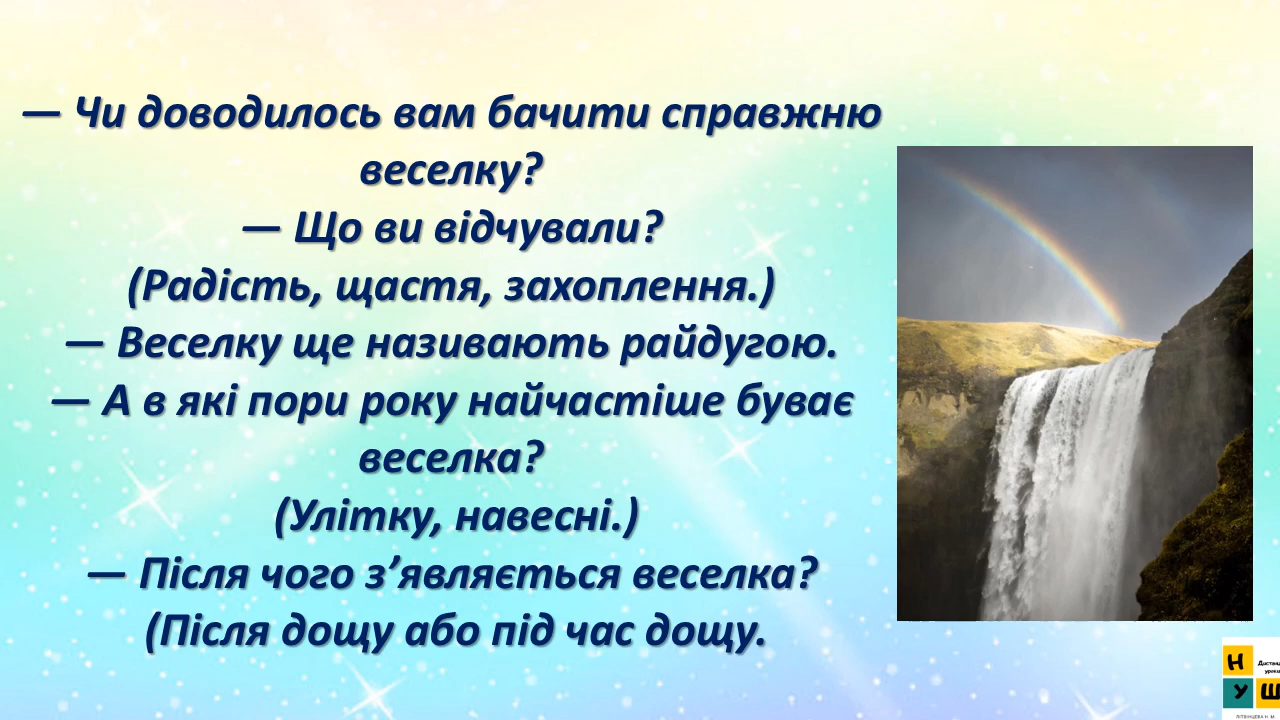 — Чи доводилось вам бачити справжню
веселку?
— Що ви відчували?
(Радість, щастя, захоплення.)
— Веселку ще називають райдугою.
— А в які пори року найчастіше буває
веселка?
(Улітку, навесні.)
— Після чого з’являється веселка?
(Після дощу або під час дощу.
Н
У Ш
ЛІТВІНЦЕВА Н. М.